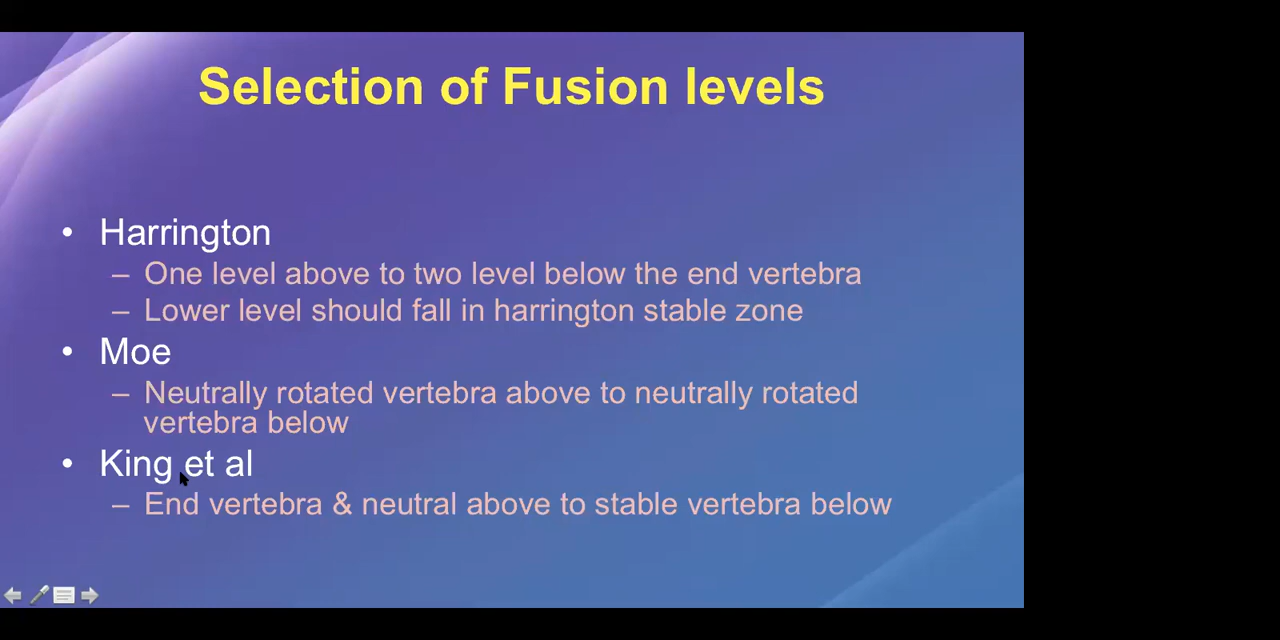 Selection of Fusion levels
• Harrington
– One level above to two level below the end vertebra
– Lower level should fall in harrington stable zone
• Moe
– Neutrally rotated vertebra above to neutrally rotated
vertebra below
• King et al
– End vertebra & neutral above to stable vertebra below